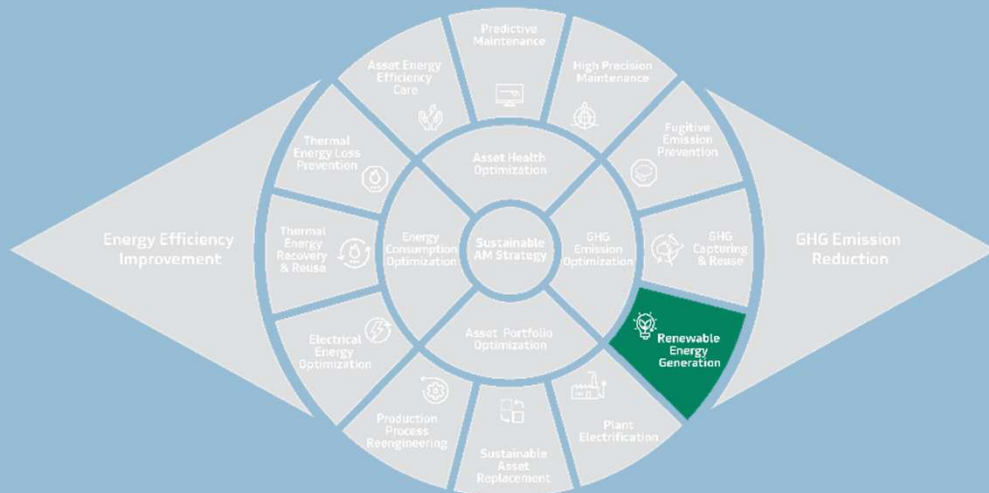 Predictive
Maintenance
Asset Energy
Efficiency
Care
High Precision
Maintenance
Thermal
Energy Loss
Prevention
Fugitive
Emission
Prevention
Asset Health
Optimization
Energy Efficiency
Improvement
Thermal
Energy
Recovery
& Reuse
Energy
Consumption
Optimization
Sustainable
AM Strategy
GHG
Emission
Optimization
GHG
Capturing
& Reuse
GHG Emission
Reduction
Electrical
Energy
Optimization
Asset Portfolio
Optimization
Renewable
Energy
Generation
Production
Process
Reengineering
Sustainable
Asset
Replacement
Plant
Electrification